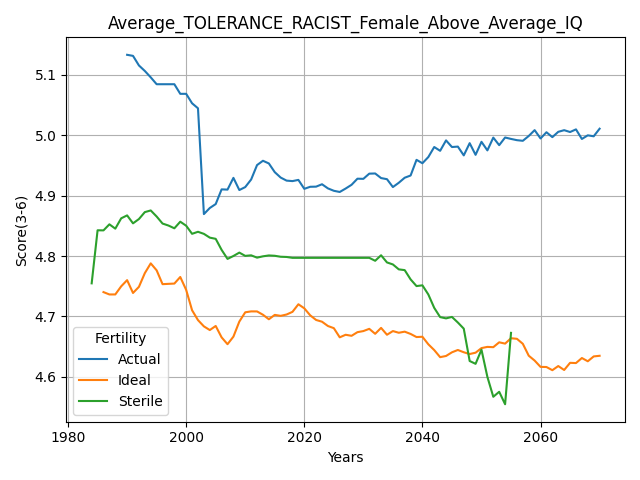 Average_TOLERANCE_RACIST_Female_Above_Average_IQ
Score(3-6)
5.1
5.0
4.9
4.8
4.7
4.6
Fertility
Actual
Ideal
Sterile
1980
2000
2020
2040
2060
Years